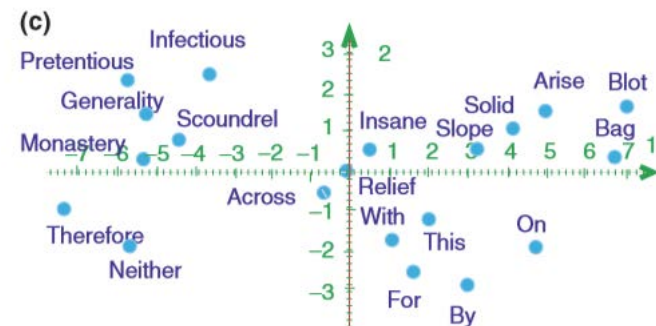 (c)
Infectious
3 2
Pretentious
Arise Blot
2
Generality
Solid
Scoundrel
Insane Slope Bag
1
Monastery
–7 –6 –5 –4 –3 –2 –1 1 2 3 4 5 6 7 1
Across Relief
–1 With On
Therefore This
Neither –2
For By
–3